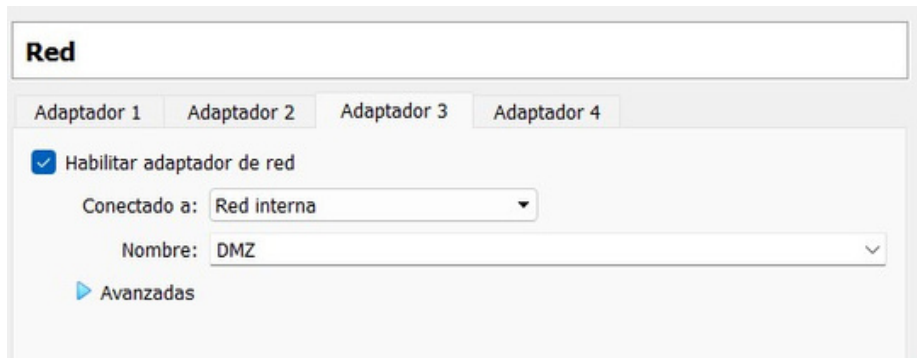 Red
Adaptador 1 Adaptador 2 Adaptador 3 Adaptador 4
Habilitar adaptador de red
Conectado a: Red interna
Nombre: DMZ
Avanzadas